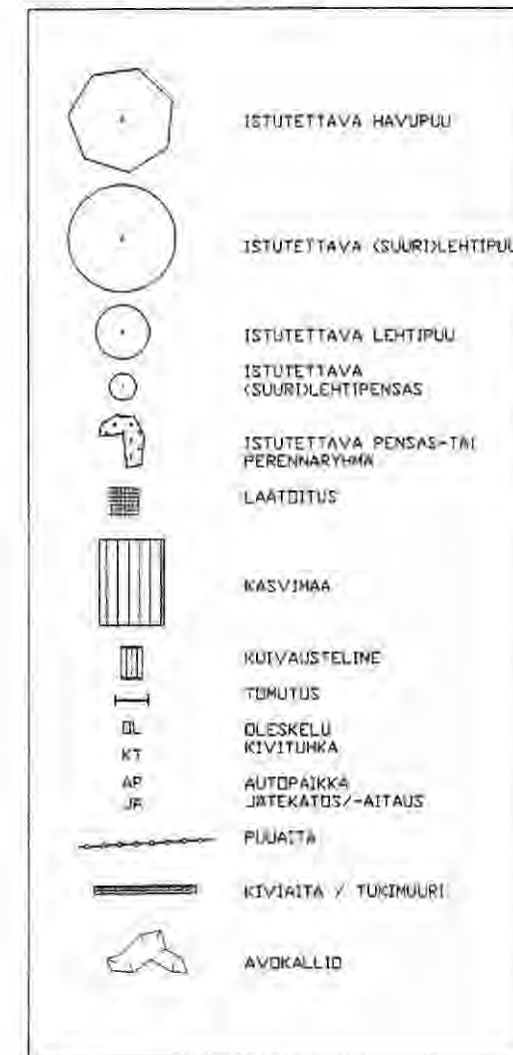 ISTUTETTAVA HAVUPUU
ISTUTETTAVA (SUURI)LEHTIPUU
ISTUTETTAVA LEHTIPUU
ISTUTETTAVA
(SUURI)LEHTIPENSAS
ISTUTETTAVA PENSAS-TAI
PERENNARYHMÄ
LAATOITUS
KASVIMAA
KUIVAUSTELINE
TOMUTUS
OL OLESKELU
KT KIVITUHKA
AP AUTOPAIKKA
JR JÄTEKATOS/-AITAUS
PUUAITA
KIVIAITA / TUKIMUURI
AVOKALLIO